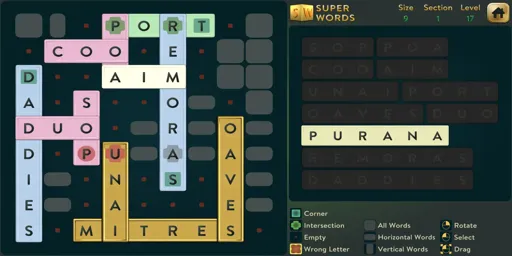 P O R T
C O O E
D A I M
A S O
D U O R O
D P U A A
I N S V
E A E
S M I T R E S
SW SUPER WORDS
Size Section Level
9 1 17
S O P P O A
C O O A I M
U N A I P O R T
O A V E S D U O
P U R A N A
R E M O R A S
D A D D I E S
Corner
Intersection
Empty
Wrong Letter
All Words
Horizontal Words
Vertical Words
Rotate
Select
Drag